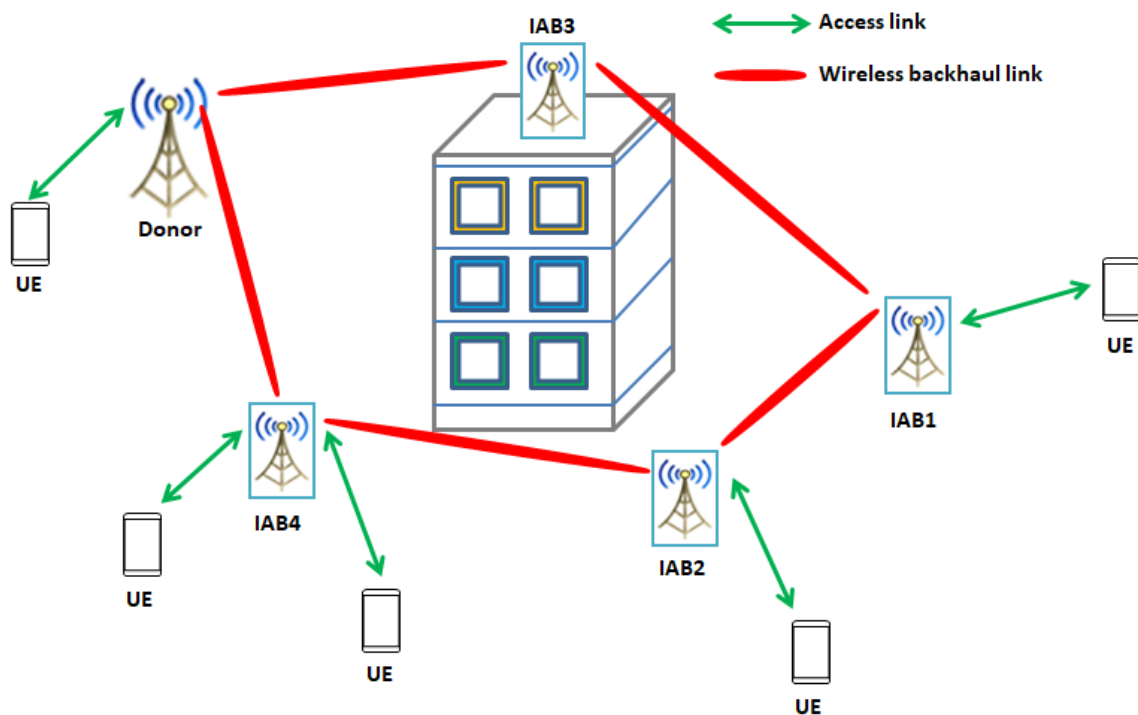 IAB3
Access link
Wireless backhaul link
Donor
UE
UE
IAB1
IAB4
IAB2
UE
UE
UE